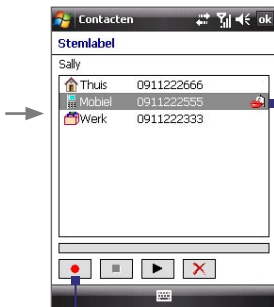 Contacten ok
Stemlabel
Sally
Thuis 0911222666
Mobiel 0911222555
Werk 0911222333